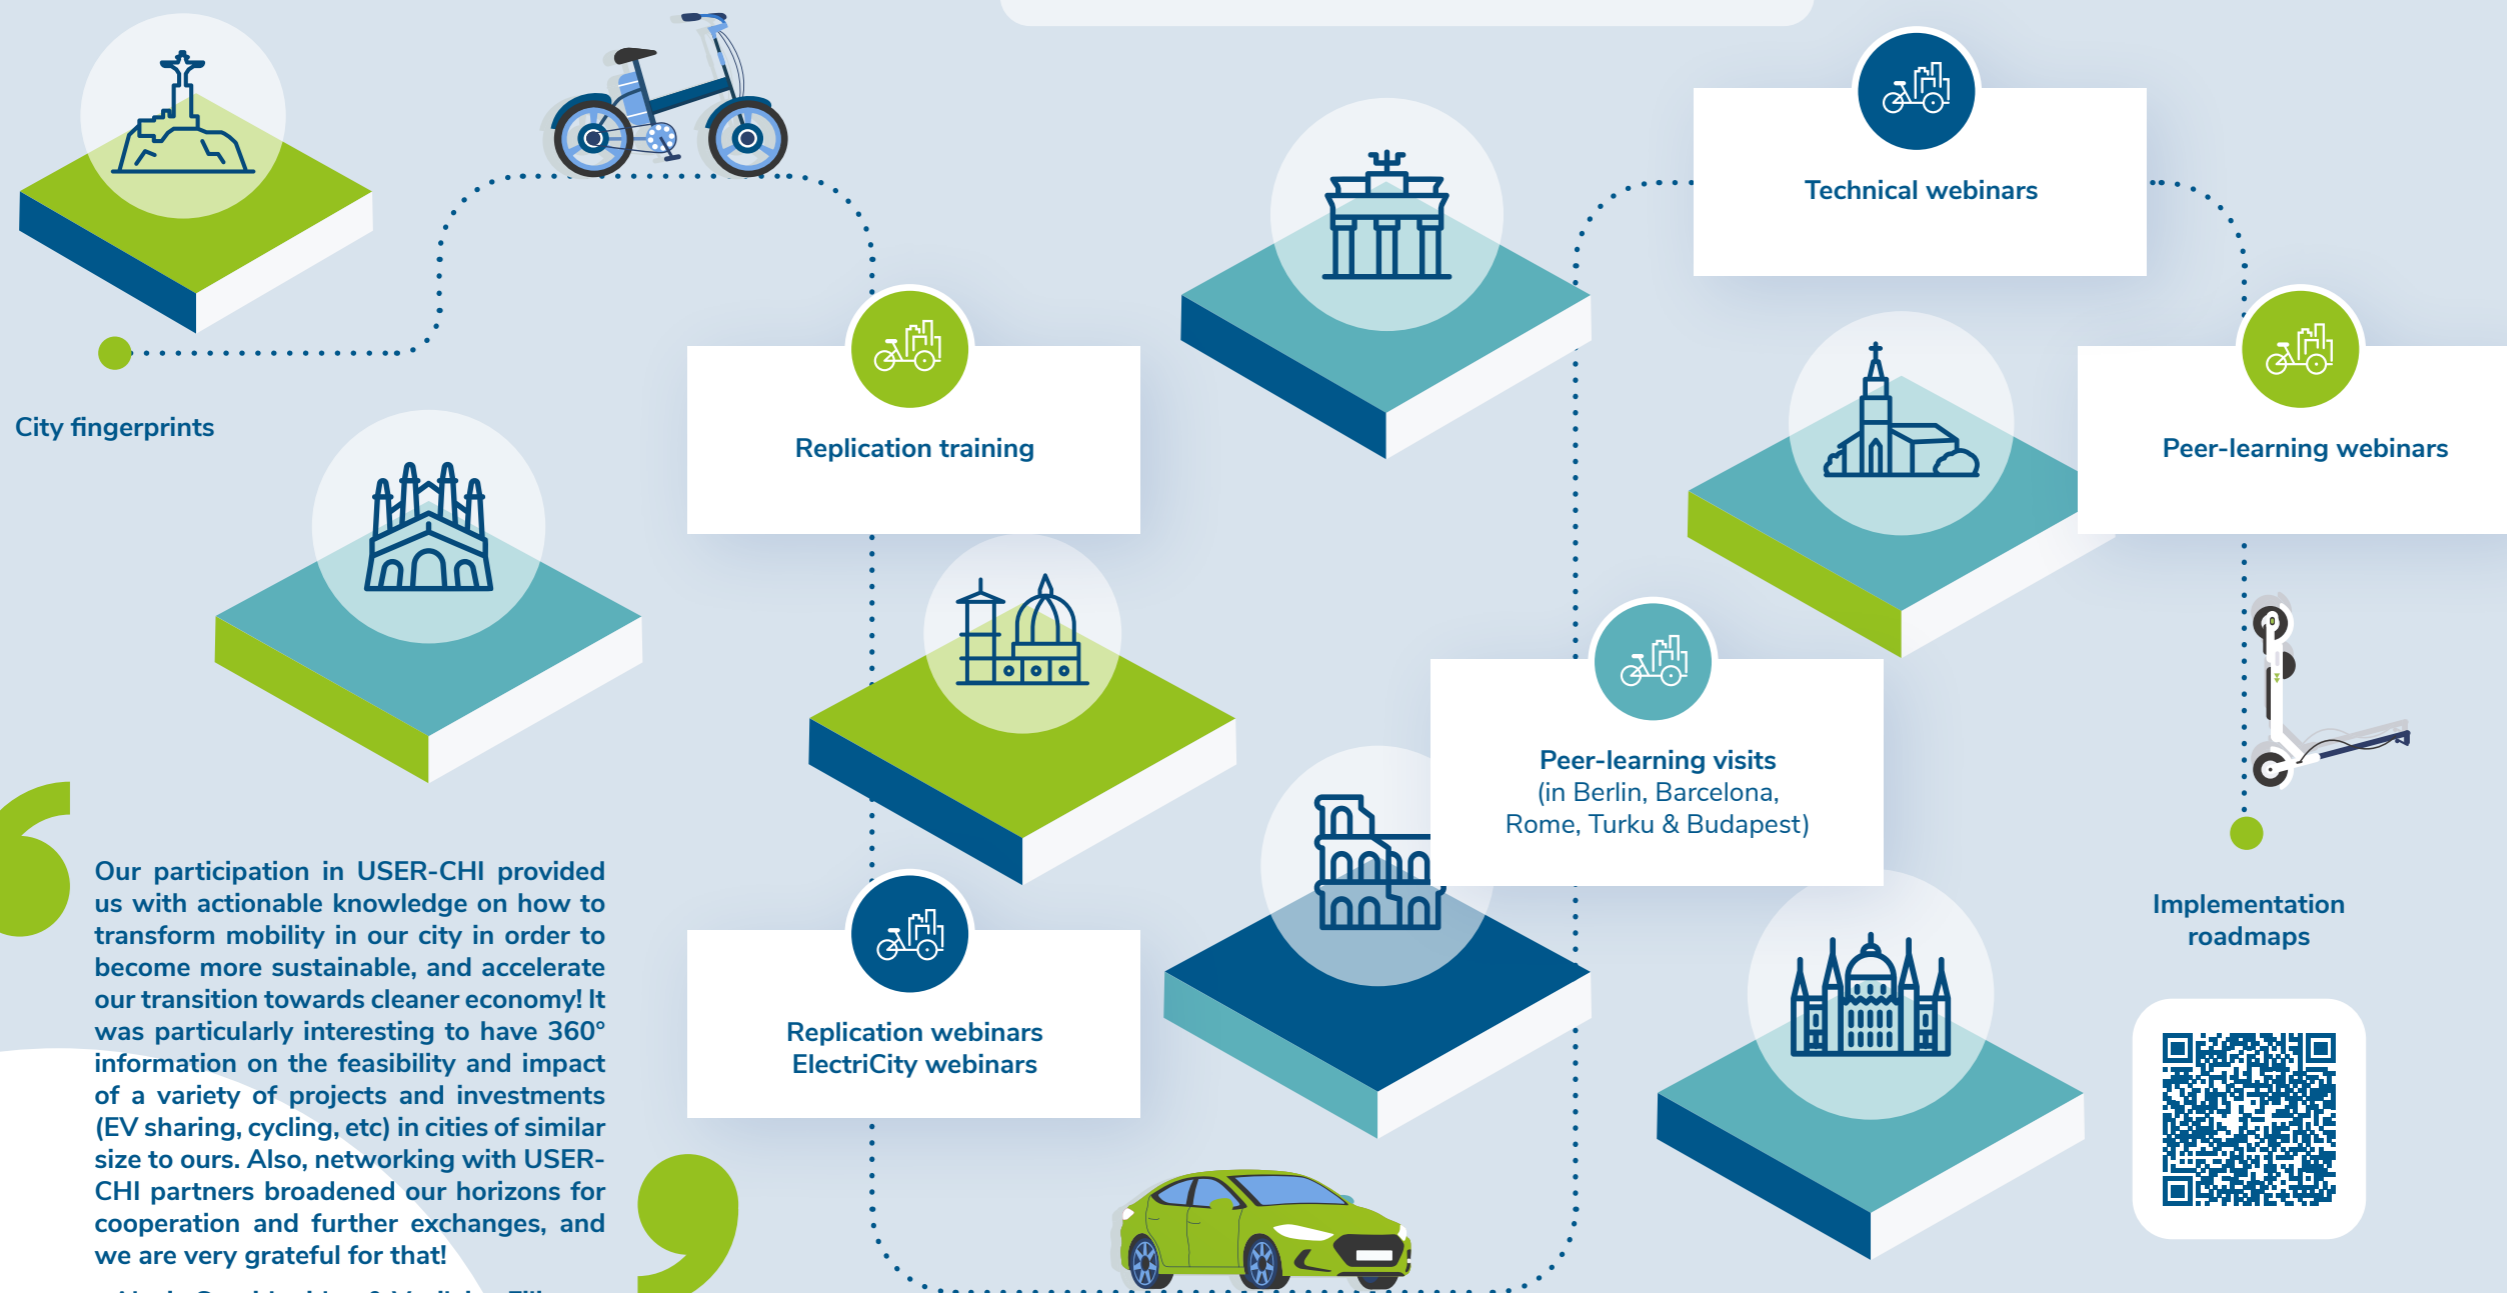 City fingerprints
Replication training
Replication webinars
ElectriCity webinars
Technical webinars
Peer-learning visits
(in Berlin, Barcelona,
Rome, Turku & Budapest)
Peer-learning webinars
Implementation
roadmaps
Our participation in USER-CHI provided
us with actionable knowledge on how to
transform mobility in our city in order to
become more sustainable, and accelerate
our transition towards cleaner economy! It
was particularly interesting to have 360°
information on the feasibility and impact
of a variety of projects and investments
(EV sharing, cycling, etc) in cities of similar
size to ours. Also, networking with USER-
CHI partners broadened our horizons for
cooperation and further exchanges, and
we are very grateful for that!